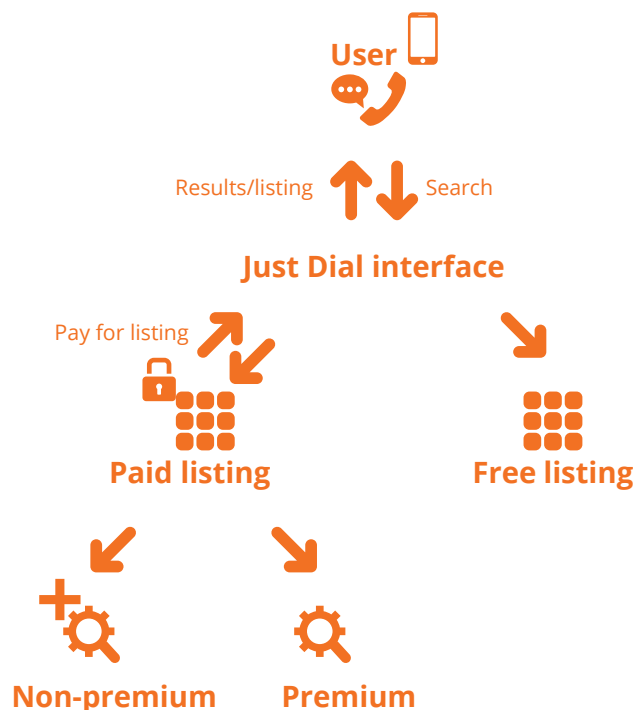 User
Results/listing
Search
Just Dial interface
Pay for listing
Paid listing
Free listing
Non-premium
Premium